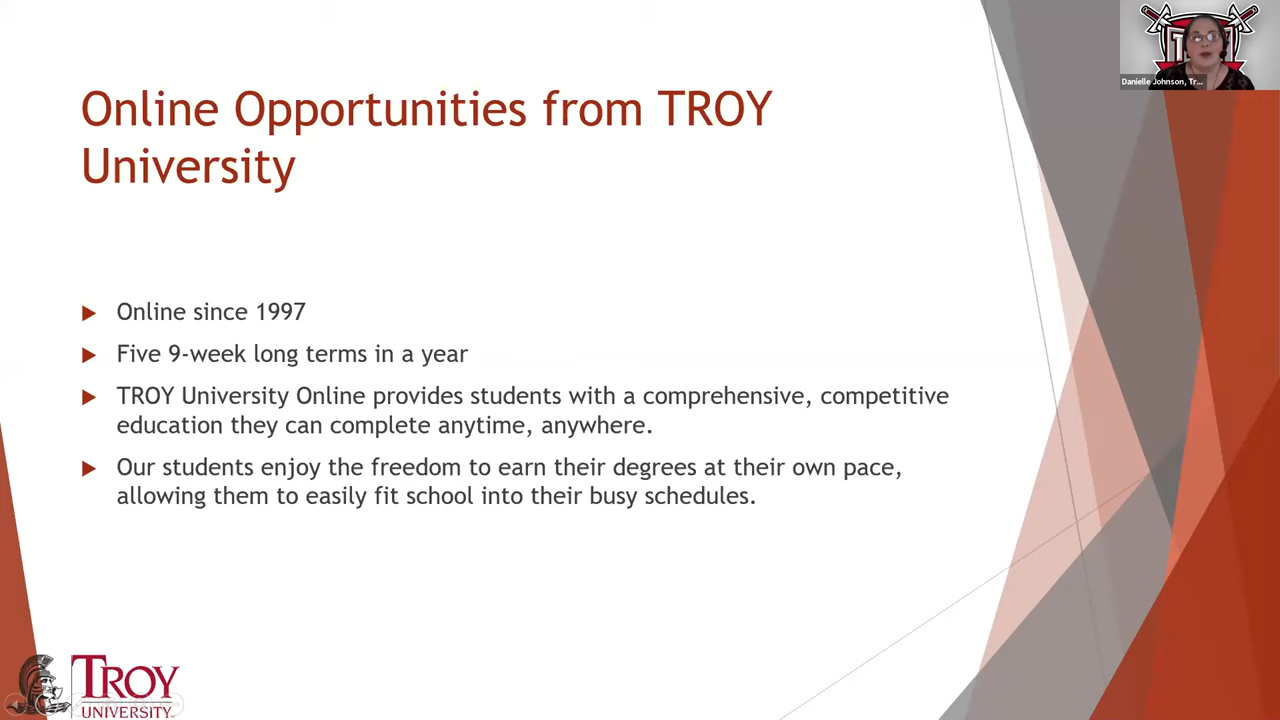 Danielle Johnson, Tr...
Online Opportunities from TROY
University
Online since 1997
Five 9-week long terms in a year
TROY University Online provides students with a comprehensive, competitive
education they can complete anytime, anywhere.
Our students enjoy the freedom to earn their degrees at their own pace,
allowing them to easily fit school into their busy schedules.
TROY
UNIVERSITY